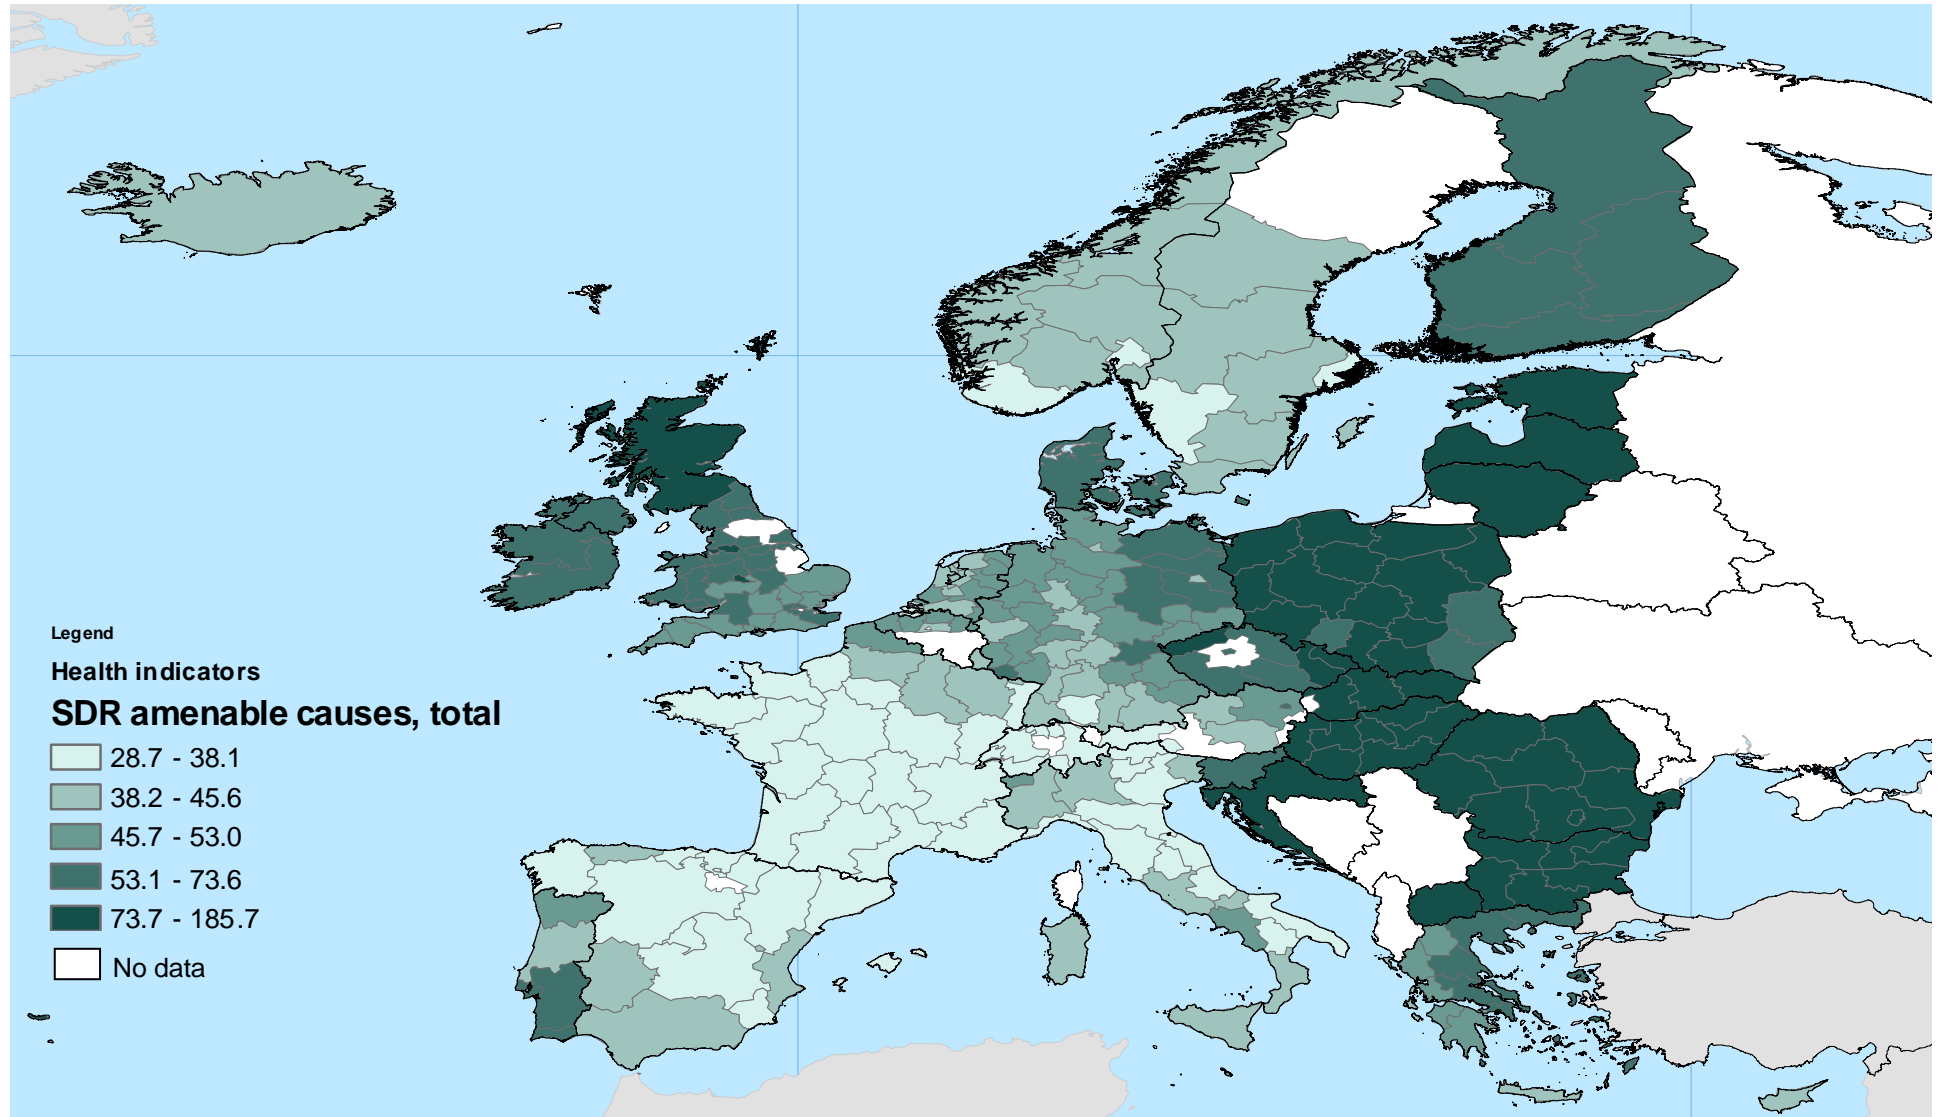 Legend
Health indicators
SDR amenable causes, total
28.7 - 38.1
38.2 - 45.6
45.7 - 53.0
53.1 - 73.6
73.7 - 185.7
No data